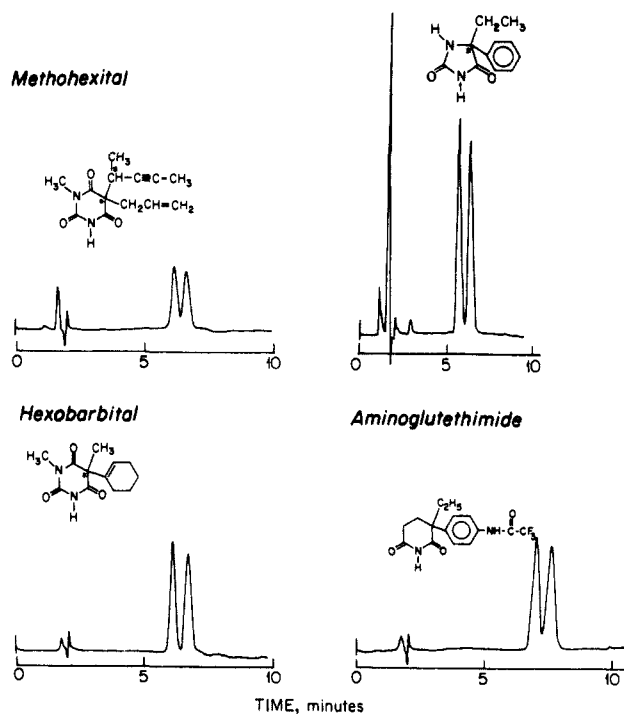 Methohexital
CH₃
O CH—C≡C—CH₃
H₃C N
CH₂CH=CH₂
O N O
H
0 5 10
CH₂CH₃
H N
O N O
H
0 5 10
Hexobarbital
O CH₃
H₃C N
O N O
H
0 5 10
Aminoglutethimide
C₂H₅
O
NH—C—CF₃
O N O
H
0 5 10
TIME, minutes